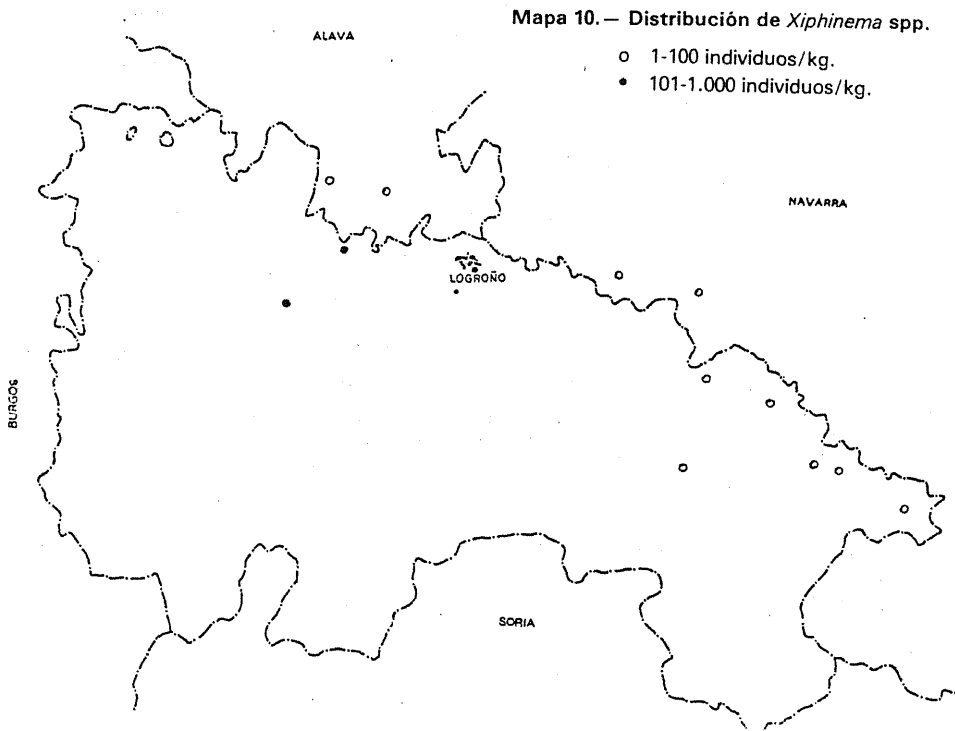 Mapa 10.— Distribución de Xiphinema spp.
1-100 individuos/kg.
101-1.000 individuos/kg.
ALAVA
NAVARRA
LOGROÑO
BURGOS
SORIA